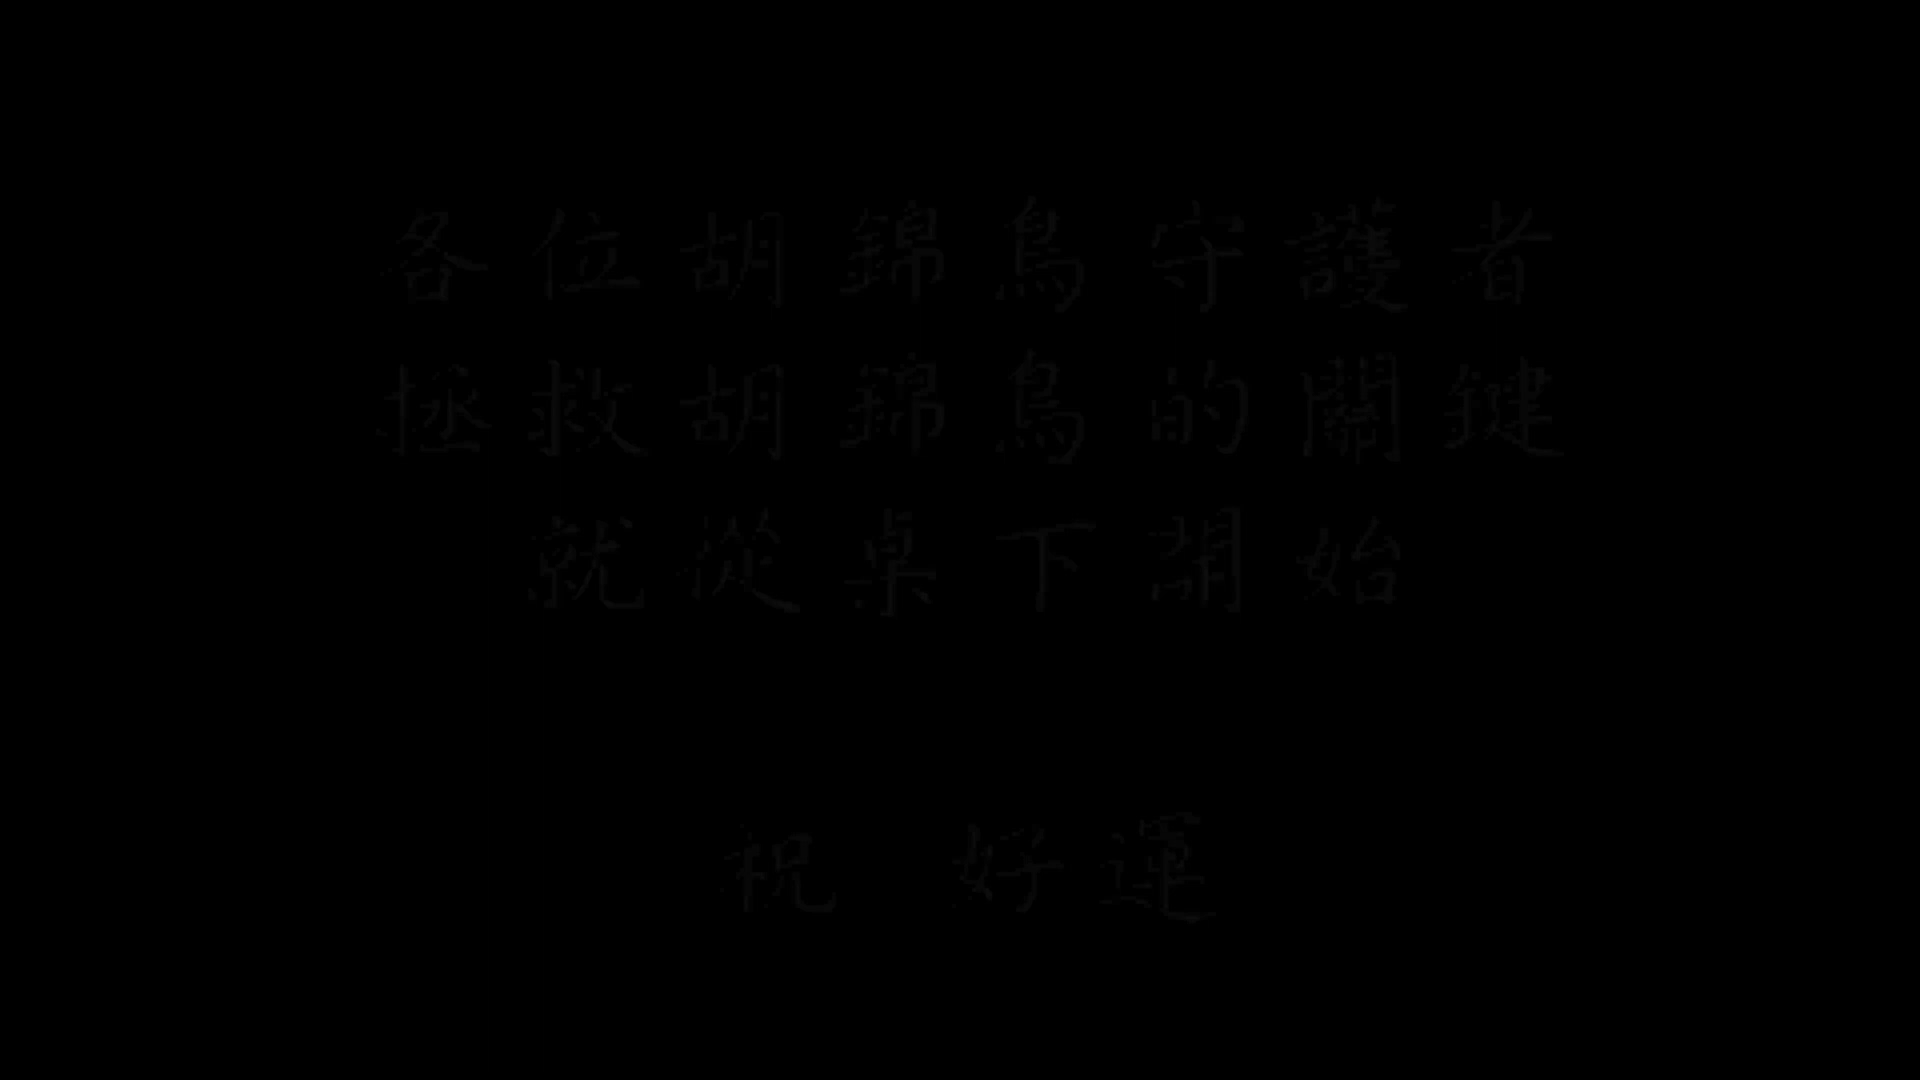 各位胡錦鳥守護者
拯救胡錦鳥的關鍵
就從桌下開始
祝 好運